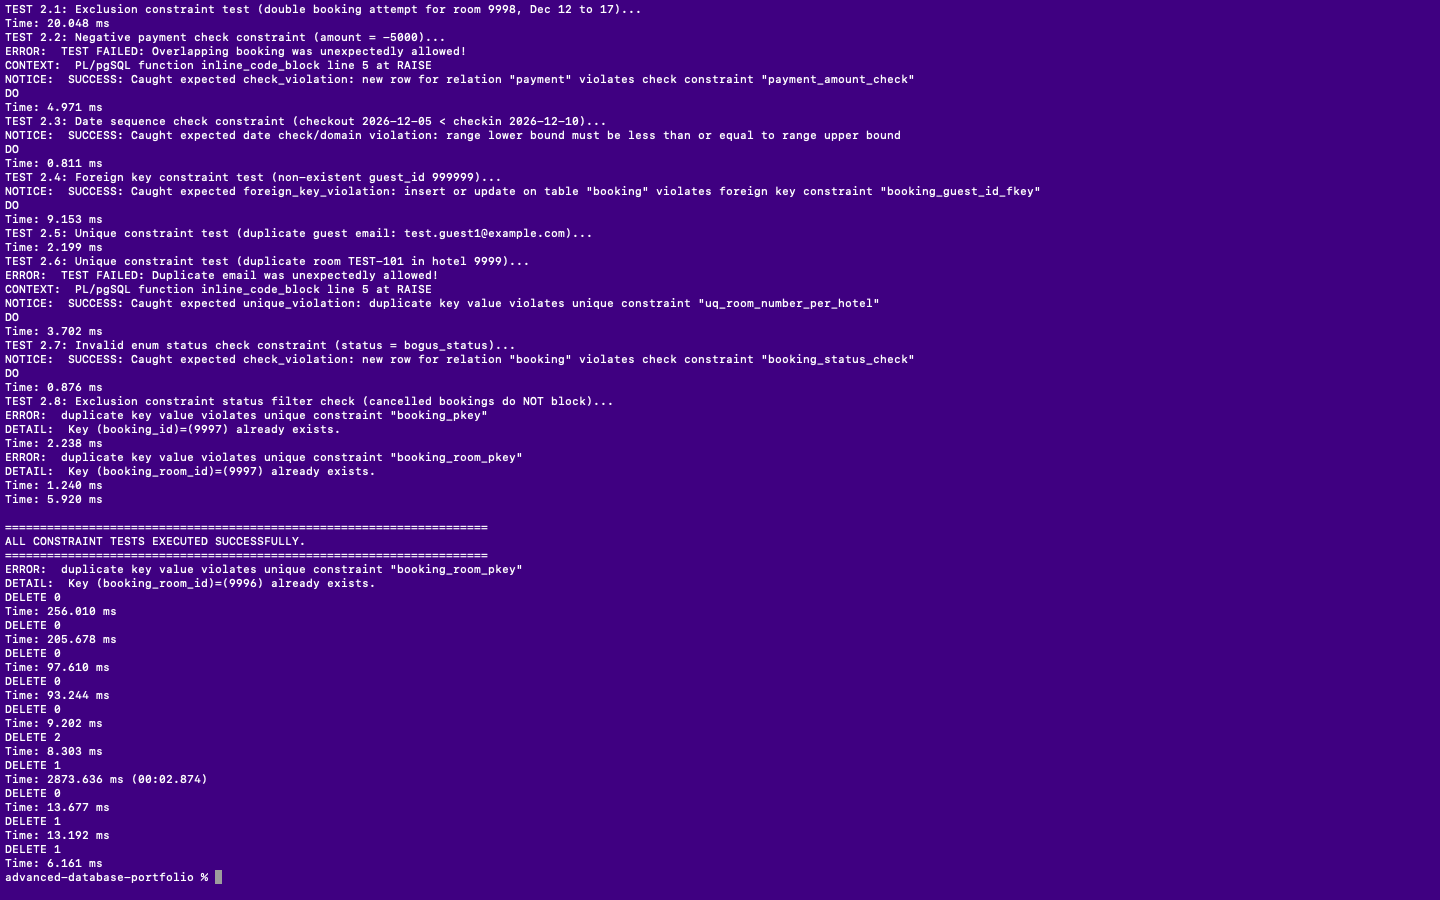 TEST 2.1: Exclusion constraint test (double booking attempt for room 9998, Dec 12 to 17)...
Time: 20.048 ms
TEST 2.2: Negative payment check constraint (amount = -5000)...
ERROR:  TEST FAILED: Overlapping booking was unexpectedly allowed!
CONTEXT:  PL/pgSQL function inline_code_block line 5 at RAISE
NOTICE:  SUCCESS: Caught expected check_violation: new row for relation "payment" violates check constraint "payment_amount_check"
DO
Time: 4.971 ms
TEST 2.3: Date sequence check constraint (checkout 2026-12-05 < checkin 2026-12-10)...
NOTICE:  SUCCESS: Caught expected date check/domain violation: range lower bound must be less than or equal to range upper bound
DO
Time: 0.811 ms
TEST 2.4: Foreign key constraint test (non-existent guest_id 999999)...
NOTICE:  SUCCESS: Caught expected foreign_key_violation: insert or update on table "booking" violates foreign key constraint "booking_guest_id_fkey"
DO
Time: 9.153 ms
TEST 2.5: Unique constraint test (duplicate guest email: test.guest1@example.com)...
Time: 2.199 ms
TEST 2.6: Unique constraint test (duplicate room TEST-101 in hotel 9999)...
ERROR:  TEST FAILED: Duplicate email was unexpectedly allowed!
CONTEXT:  PL/pgSQL function inline_code_block line 5 at RAISE
NOTICE:  SUCCESS: Caught expected unique_violation: duplicate key value violates unique constraint "uq_room_number_per_hotel"
DO
Time: 3.702 ms
TEST 2.7: Invalid enum status check constraint (status = bogus_status)...
NOTICE:  SUCCESS: Caught expected check_violation: new row for relation "booking" violates check constraint "booking_status_check"
DO
Time: 0.876 ms
TEST 2.8: Exclusion constraint status filter check (cancelled bookings do NOT block)...
ERROR:  duplicate key value violates unique constraint "booking_pkey"
DETAIL:  Key (booking_id)=(9997) already exists.
Time: 2.238 ms
ERROR:  duplicate key value violates unique constraint "booking_room_pkey"
DETAIL:  Key (booking_room_id)=(9997) already exists.
Time: 1.240 ms
Time: 5.920 ms
=====================================================================
ALL CONSTRAINT TESTS EXECUTED SUCCESSFULLY.
=====================================================================
ERROR:  duplicate key value violates unique constraint "booking_room_pkey"
DETAIL:  Key (booking_room_id)=(9996) already exists.
DELETE 0
Time: 256.010 ms
DELETE 0
Time: 205.678 ms
DELETE 0
Time: 97.610 ms
DELETE 0
Time: 93.244 ms
DELETE 0
Time: 9.202 ms
DELETE 2
Time: 8.303 ms
DELETE 1
Time: 2873.636 ms (00:02.874)
DELETE 0
Time: 13.677 ms
DELETE 1
Time: 13.192 ms
DELETE 1
Time: 6.161 ms
advanced-database-portfolio %